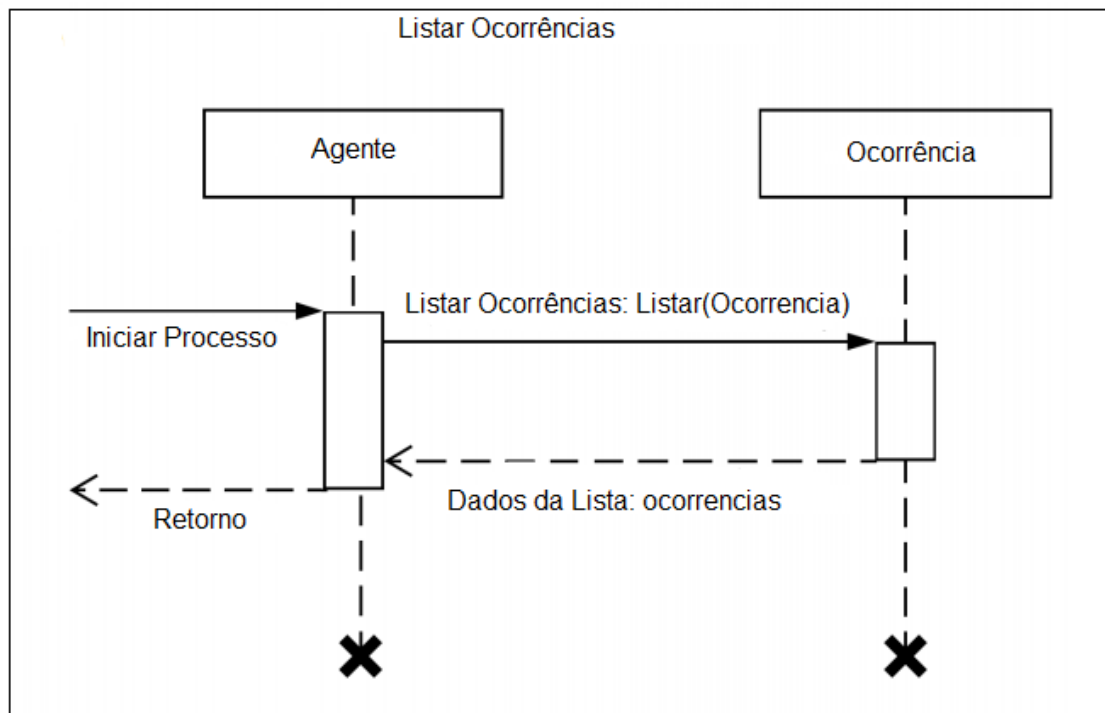 Listar Ocorrências
Agente
Ocorrência
Listar Ocorrências: Listar(Ocorrencia)
Iniciar Processo
Dados da Lista: ocorrencias
Retorno